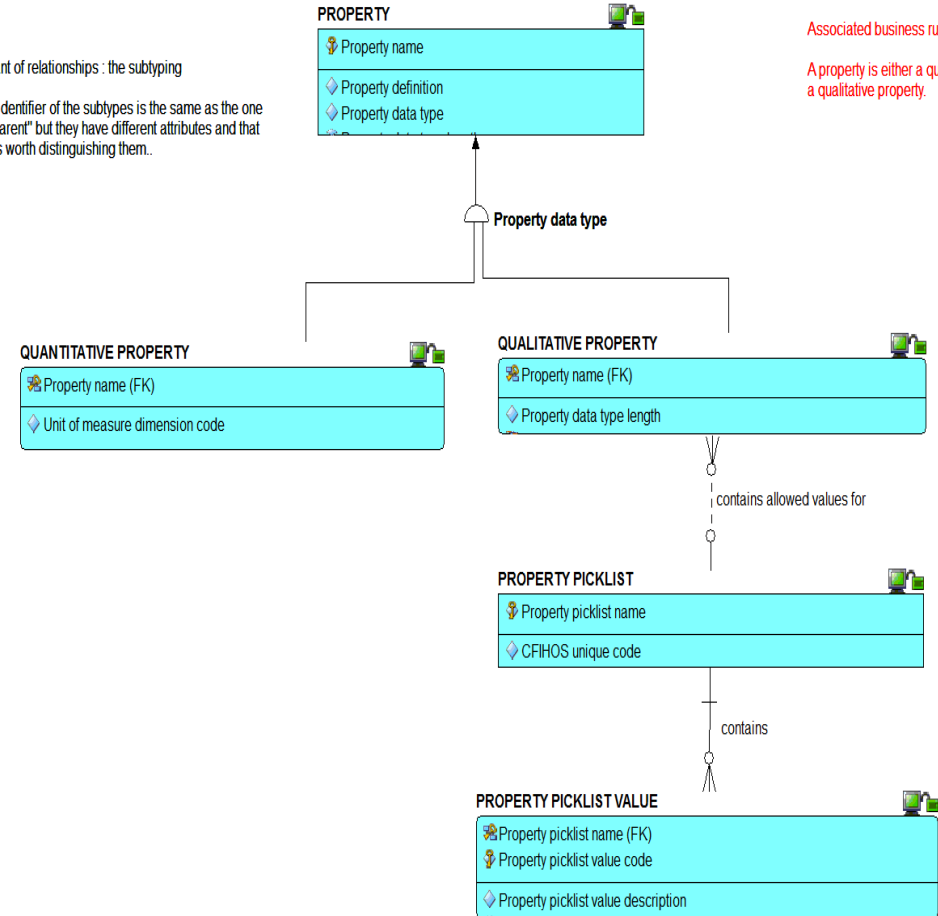 PROPERTY
Property name
Property definition
Property data type
nt of relationships : the subtyping
dentifier of the subtypes is the same as the one
arent" but they have different attributes and that
s worth distinguishing them..
Associated business ru
A property is either a qu
a qualitative property.
Property data type
QUANTITATIVE PROPERTY
Property name (FK)
Unit of measure dimension code
QUALITATIVE PROPERTY
Property name (FK)
Property data type length
contains allowed values for
PROPERTY PICKLIST
Property picklist name
CFIHOS unique code
contains
PROPERTY PICKLIST VALUE
Property picklist name (FK)
Property picklist value code
Property picklist value description